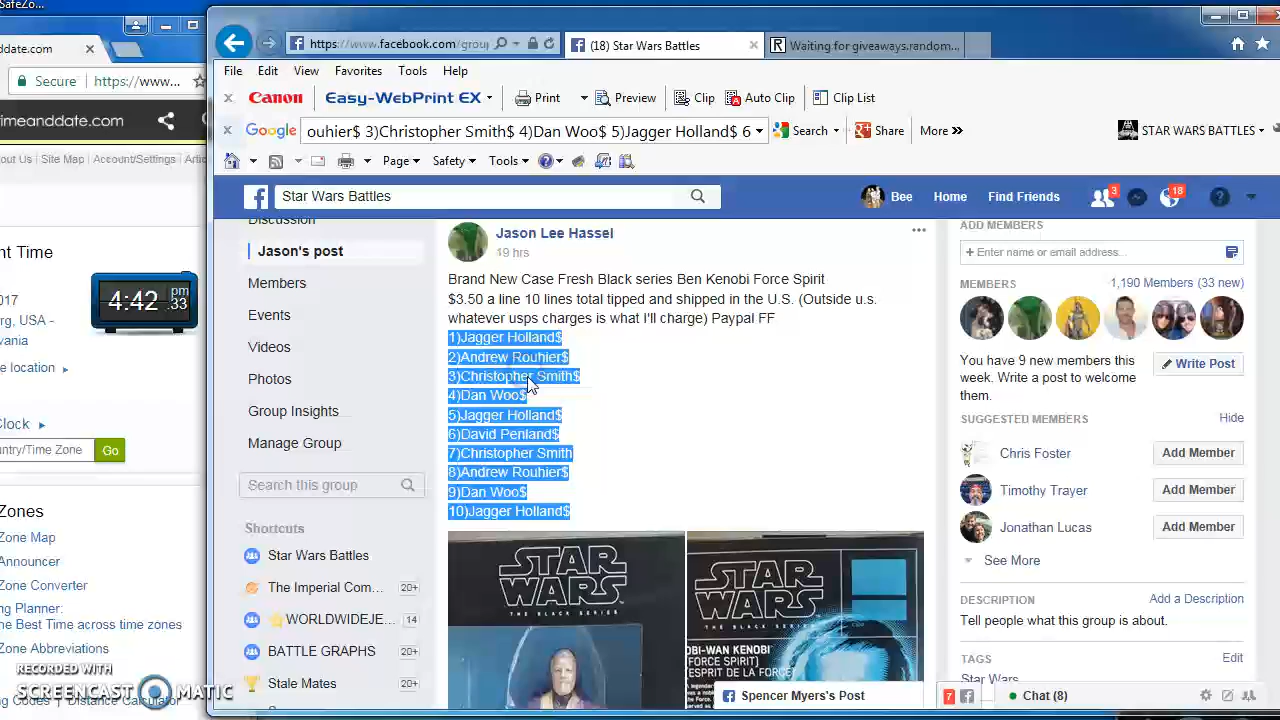 SafeZo...
ddate.com
(18) Star Wars Battles
Waiting for giveaways.random...
https://www.facebook.com/group
Secure
https://www...
File Edit View Favorites Tools Help
Canon Easy-WebPrint EX Print Preview Clip Auto Clip Clip List
imeanddate.com
Google ouhier$ 3)Christopher Smith$ 4)Dan Woo$ 5)Jagger Holland$ 6 Search Share More » STAR WARS BATTLES
out Us Site Map Account/Settings Artic
Page Safety Tools
Star Wars Battles
Bee Home Find Friends 3 18
Discussion
Jason's post
Members
Events
Videos
Photos
Group Insights
Manage Group
Search this group
Shortcuts
Star Wars Battles
The Imperial Com... 20+
WORLDWIDEJE... 14
BATTLE GRAPHS 20+
Stale Mates 20+
nt Time
4:42 pm 33
2017
rg, USA -
vania
e location
Clock
untry/Time Zone Go
Zones
Zone Map
Announcer
Zone Converter
ng Planner:
he Best Time across time zones
Zone Abbreviations
RECORDED WITH
SCREENCAST MATIC
Codes Distance Calculator
Jason Lee Hassel
19 hrs
Brand New Case Fresh Black series Ben Kenobi Force Spirit
$3.50 a line 10 lines total tipped and shipped in the U.S. (Outside u.s.
whatever usps charges is what I'll charge) Paypal FF
1)Jagger Holland$
2)Andrew Rouhier$
3)Christopher Smith$
4)Dan Woo$
5)Jagger Holland$
6)David Penland$
7)Christopher Smith
8)Andrew Rouhier$
9)Dan Woo$
10)Jagger Holland$
STAR WARS
THE BLACK SERIES
STAR WARS
THE BLACK SERIES
OBI-WAN KENOBI
(FORCE SPIRIT)
(ESPRIT DE LA FORCE)
ADD MEMBERS
+ Enter name or email address...
MEMBERS 1,190 Members (33 new)
You have 9 new members this
week. Write a post to welcome
them.
Write Post
SUGGESTED MEMBERS Hide
Chris Foster Add Member
Timothy Trayer Add Member
Jonathan Lucas Add Member
See More
DESCRIPTION Add a Description
Tell people what this group is about.
TAGS Edit
Star Wars
Spencer Myers's Post
7
Chat (8)